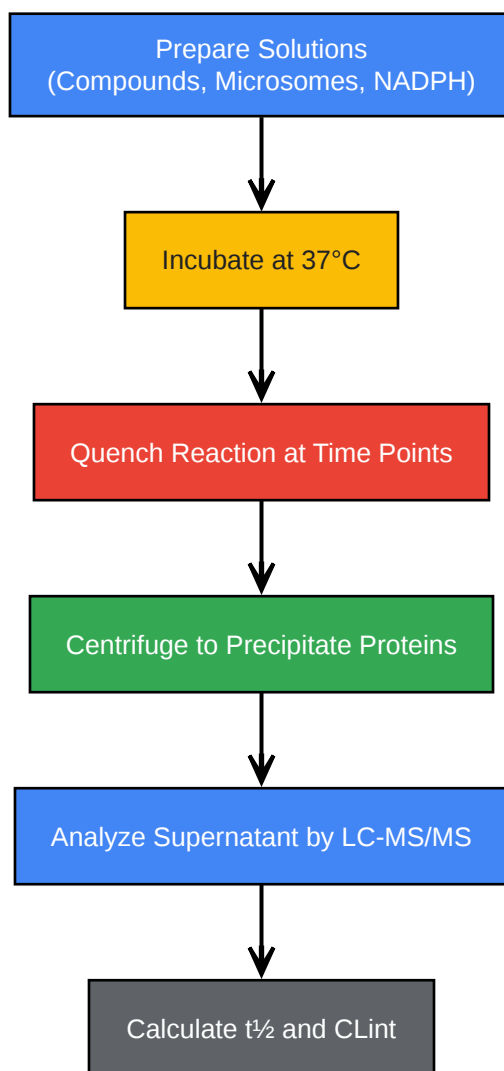 Prepare Solutions
(Compounds, Microsomes, NADPH)
Incubate at 37°C
Quench Reaction at Time Points
Centrifuge to Precipitate Proteins
Analyze Supernatant by LC-MS/MS
Calculate t½ and CLint